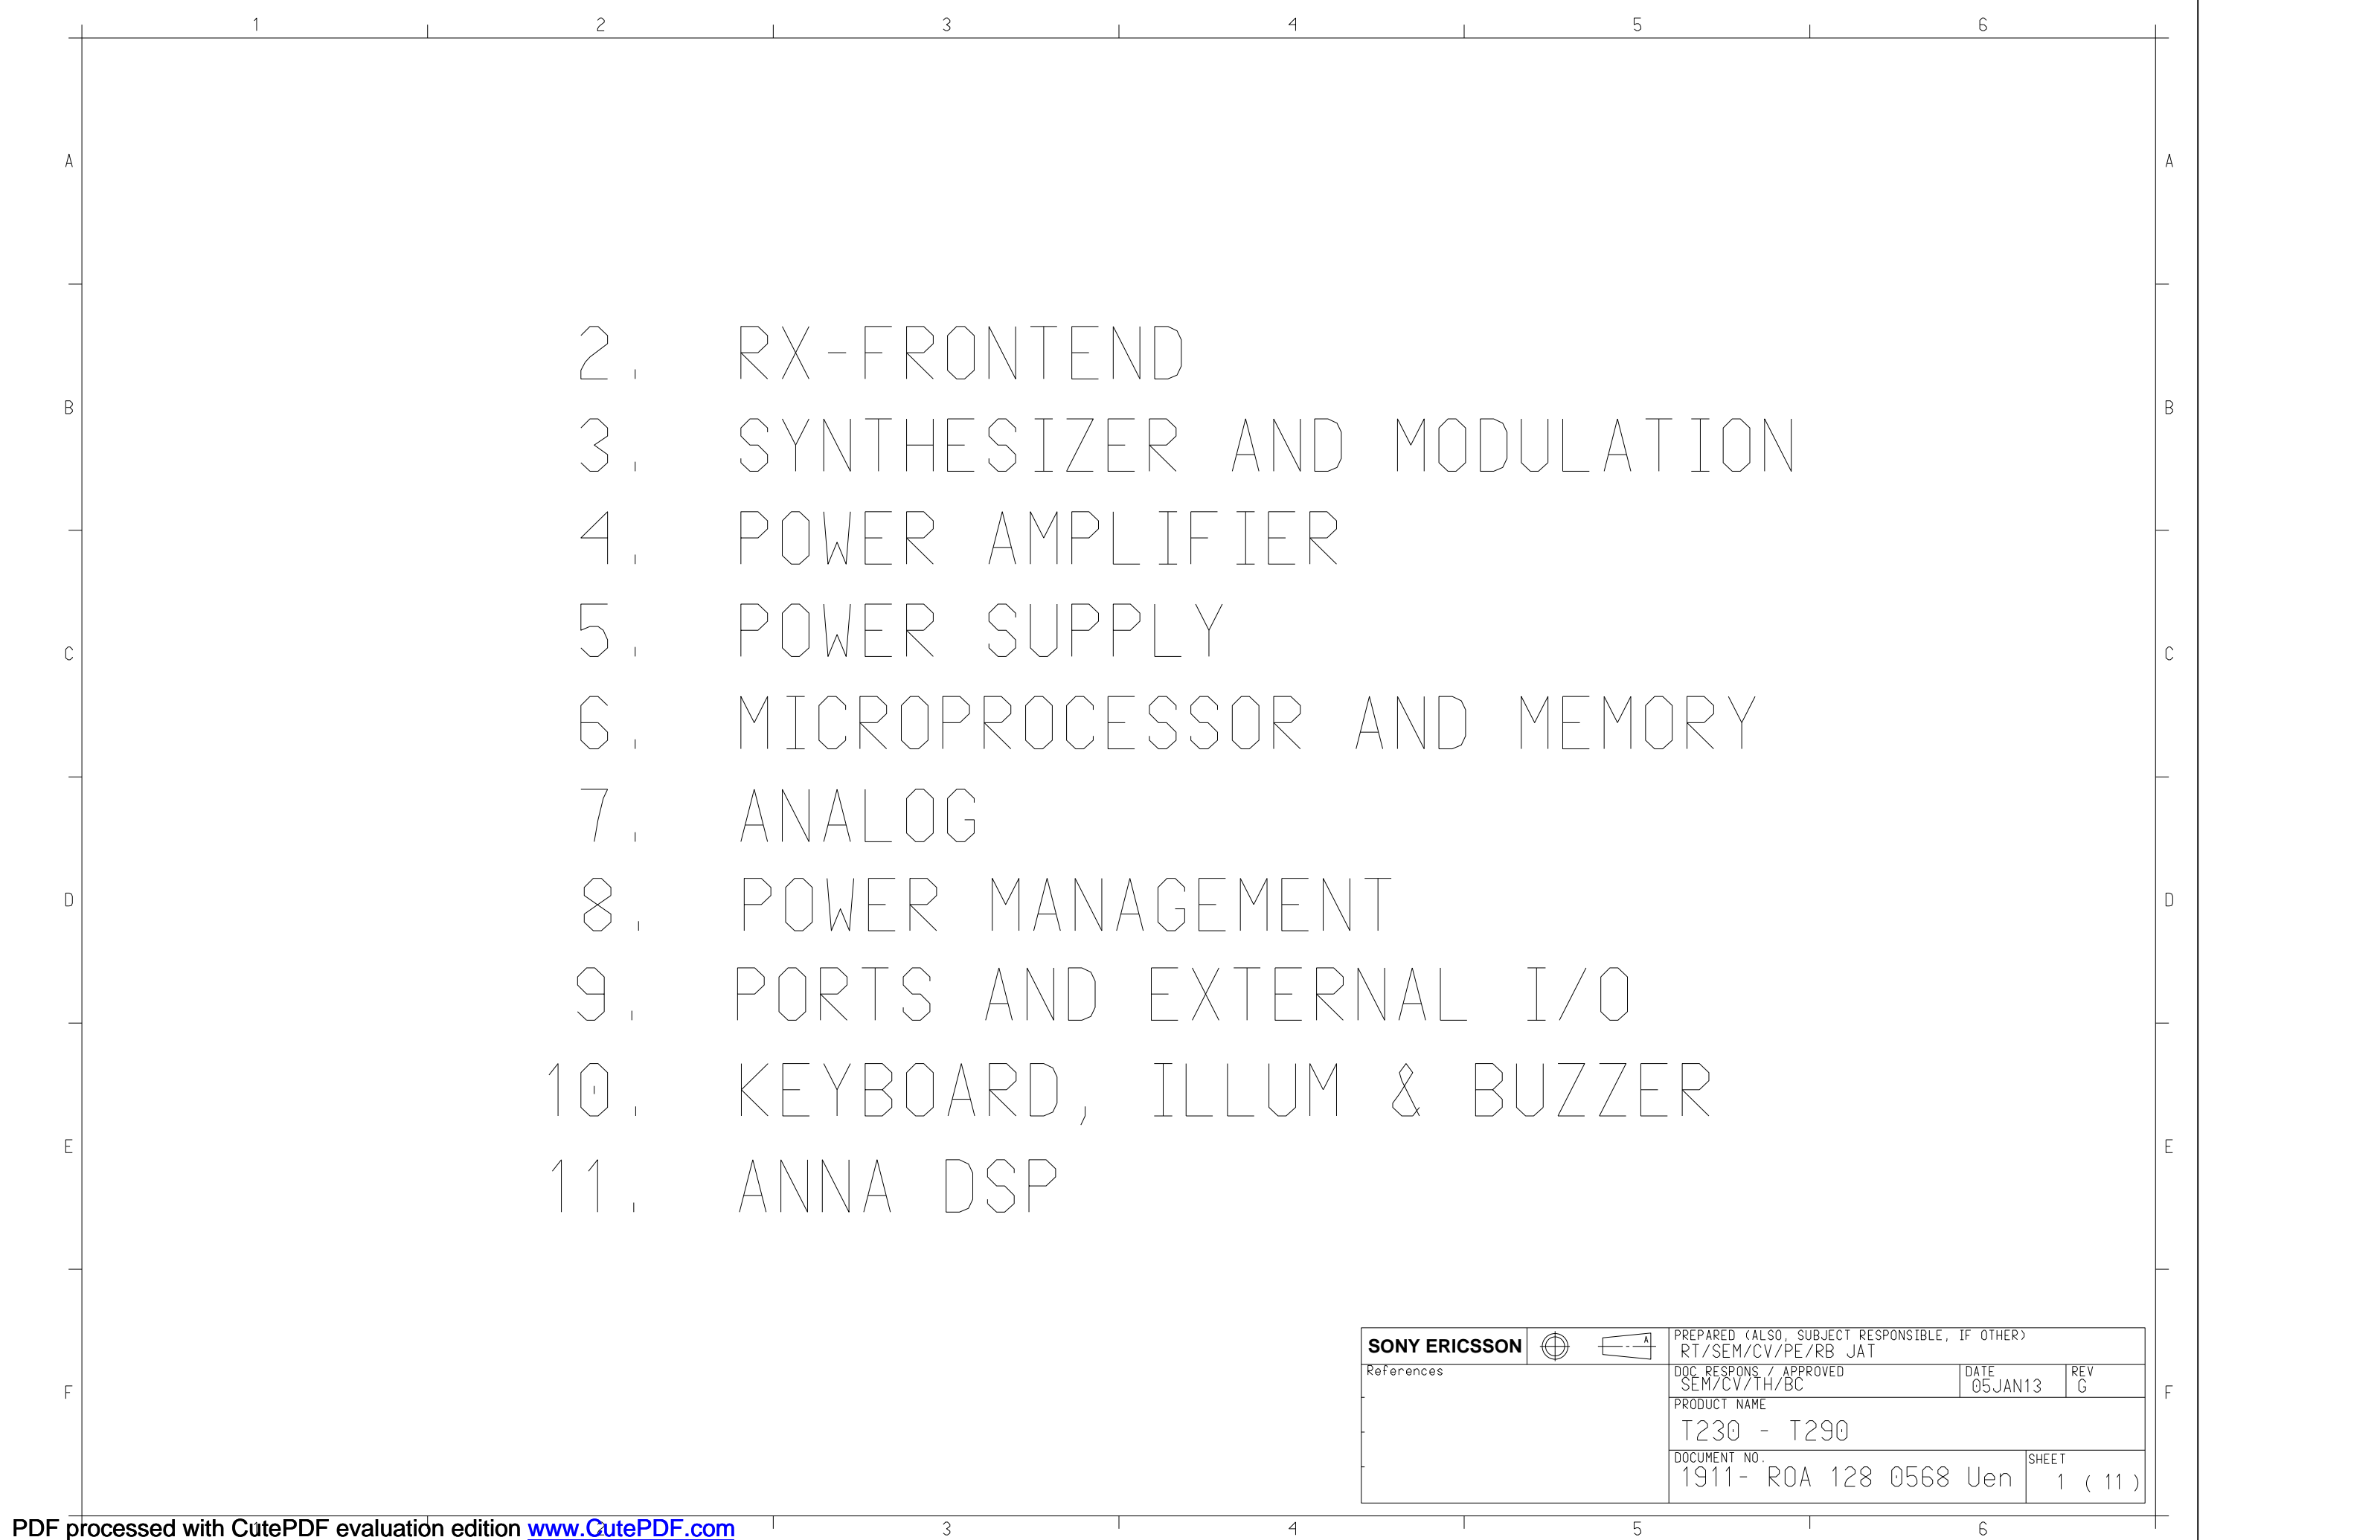 1 2 3 4 5 6
A A
2. RX-FRONTEND
B B
3. SYNTHESIZER AND MODULATION
4. POWER AMPLIFIER
5. POWER SUPPLY
C C
6. MICROPROCESSOR AND MEMORY
7. ANALOG
8. POWER MANAGEMENT
D D
9. PORTS AND EXTERNAL I/O
10. KEYBOARD, ILLUM & BUZZER
E E
11. ANNA DSP
SONY ERICSSON
A
PREPARED (ALSO, SUBJECT RESPONSIBLE, IF OTHER)
RT/SEM/CV/PE/RB JAT
References
DOC RESPONS / APPROVED
SEM/CV/TH/BC
DATE
05JAN13
REV
G
F F
PRODUCT NAME
T230 - T290
DOCUMENT NO.
1911- ROA 128 0568 Uen
SHEET
1 ( 11 )
1 2 3 4 5 6
PDF processed with CutePDF evaluation edition www.CutePDF.com